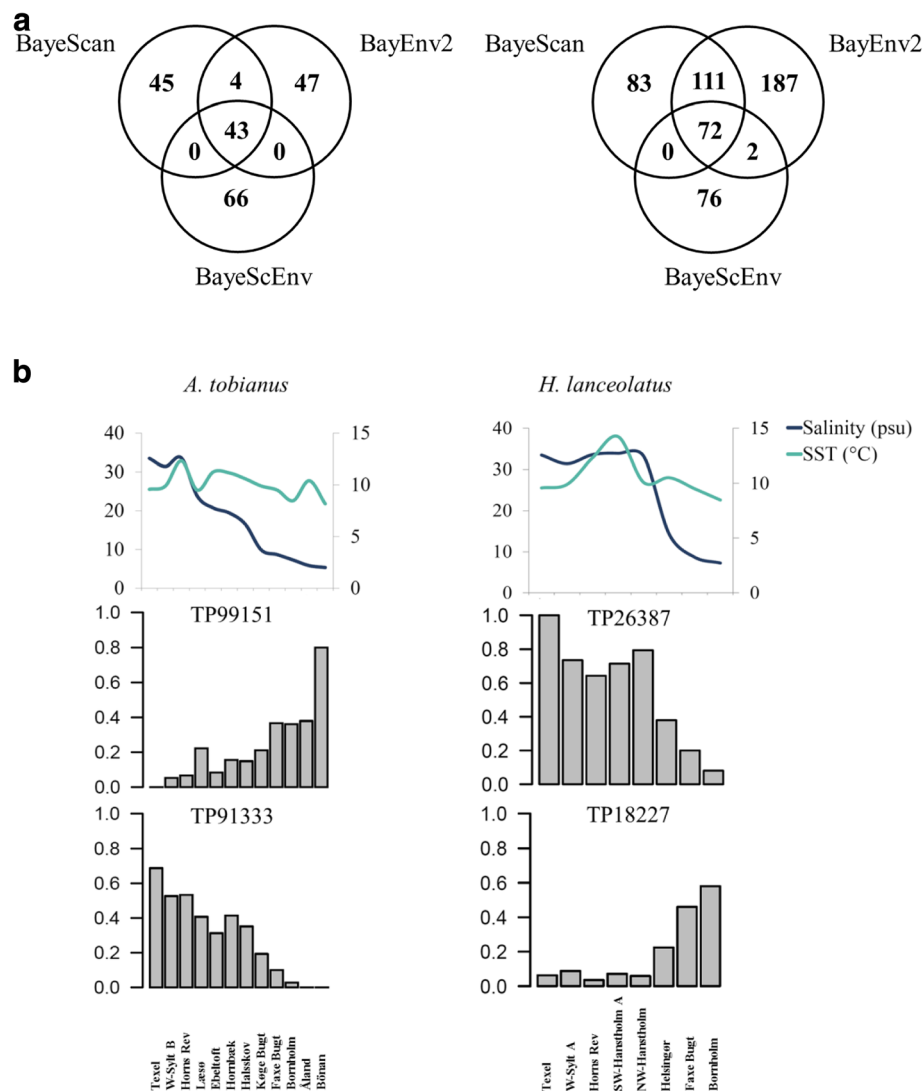 a
BayeScan BayEnv2 BayeScan BayEnv2
45 4 47 83 111 187
43 72
0 0 0 2
66 76
BayeScEnv BayeScEnv
b
A. tobianus H. lanceolatus
Salinity (psu)
SST (°C)
40 15 40 15
30 10 30 10
20 20
10 5 10 5
0 0 0 0
TP99151 TP26387
1.0 1.0
0.8 0.8
0.6 0.6
0.4 0.4
0.2 0.2
0.0 0.0
TP91333 TP18227
1.0 1.0
0.8 0.8
0.6 0.6
0.4 0.4
0.2 0.2
0.0 0.0
Texel
W-Sylt B
Horns Rev
Læsø
Ebeltoft
Hornbæk
Halsskov
Køge Bugt
Faxe Bugt
Bornholm
Åland
Bönan
Texel
W-Sylt A
Horns Rev
SW-Hanstholm A
NW-Hanstholm
Helsingør
Faxe Bugt
Bornholm